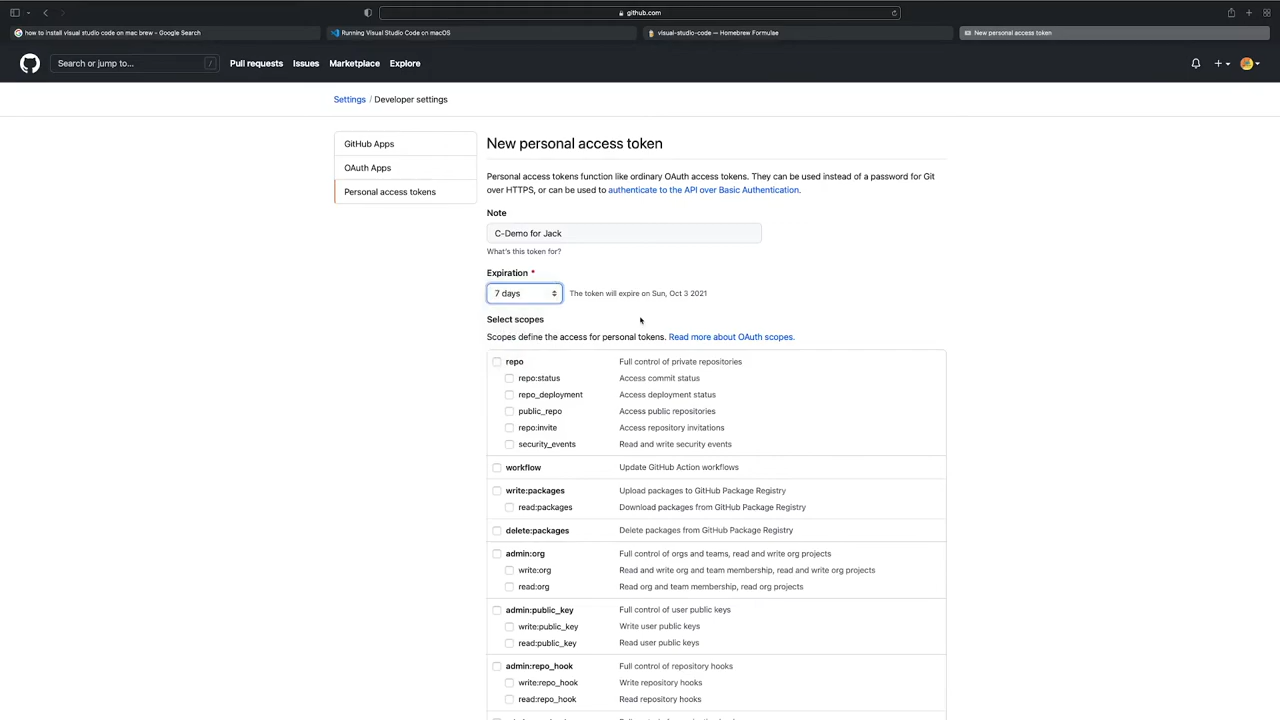 github.com
how to install visual studio code on mac brew - Google Search
Running Visual Studio Code on macOS
visual-studio-code — Homebrew Formulae
New personal access token
Search or jump to...
/
Pull requests
Issues
Marketplace
Explore
Settings / Developer settings
GitHub Apps
OAuth Apps
Personal access tokens
New personal access token
Personal access tokens function like ordinary OAuth access tokens. They can be used instead of a password for Git
over HTTPS, or can be used to authenticate to the API over Basic Authentication.
Note
C-Demo for Jack
What's this token for?
Expiration *
7 days
The token will expire on Sun, Oct 3 2021
Select scopes
Scopes define the access for personal tokens. Read more about OAuth scopes.
repo Full control of private repositories
repo:status Access commit status
repo_deployment Access deployment status
public_repo Access public repositories
repo:invite Access repository invitations
security_events Read and write security events
workflow Update GitHub Action workflows
write:packages Upload packages to GitHub Package Registry
read:packages Download packages from GitHub Package Registry
delete:packages Delete packages from GitHub Package Registry
admin:org Full control of orgs and teams, read and write org projects
write:org Read and write org and team membership, read and write org projects
read:org Read org and team membership, read org projects
admin:public_key Full control of user public keys
write:public_key Write user public keys
read:public_key Read user public keys
admin:repo_hook Full control of repository hooks
write:repo_hook Write repository hooks
read:repo_hook Read repository hooks